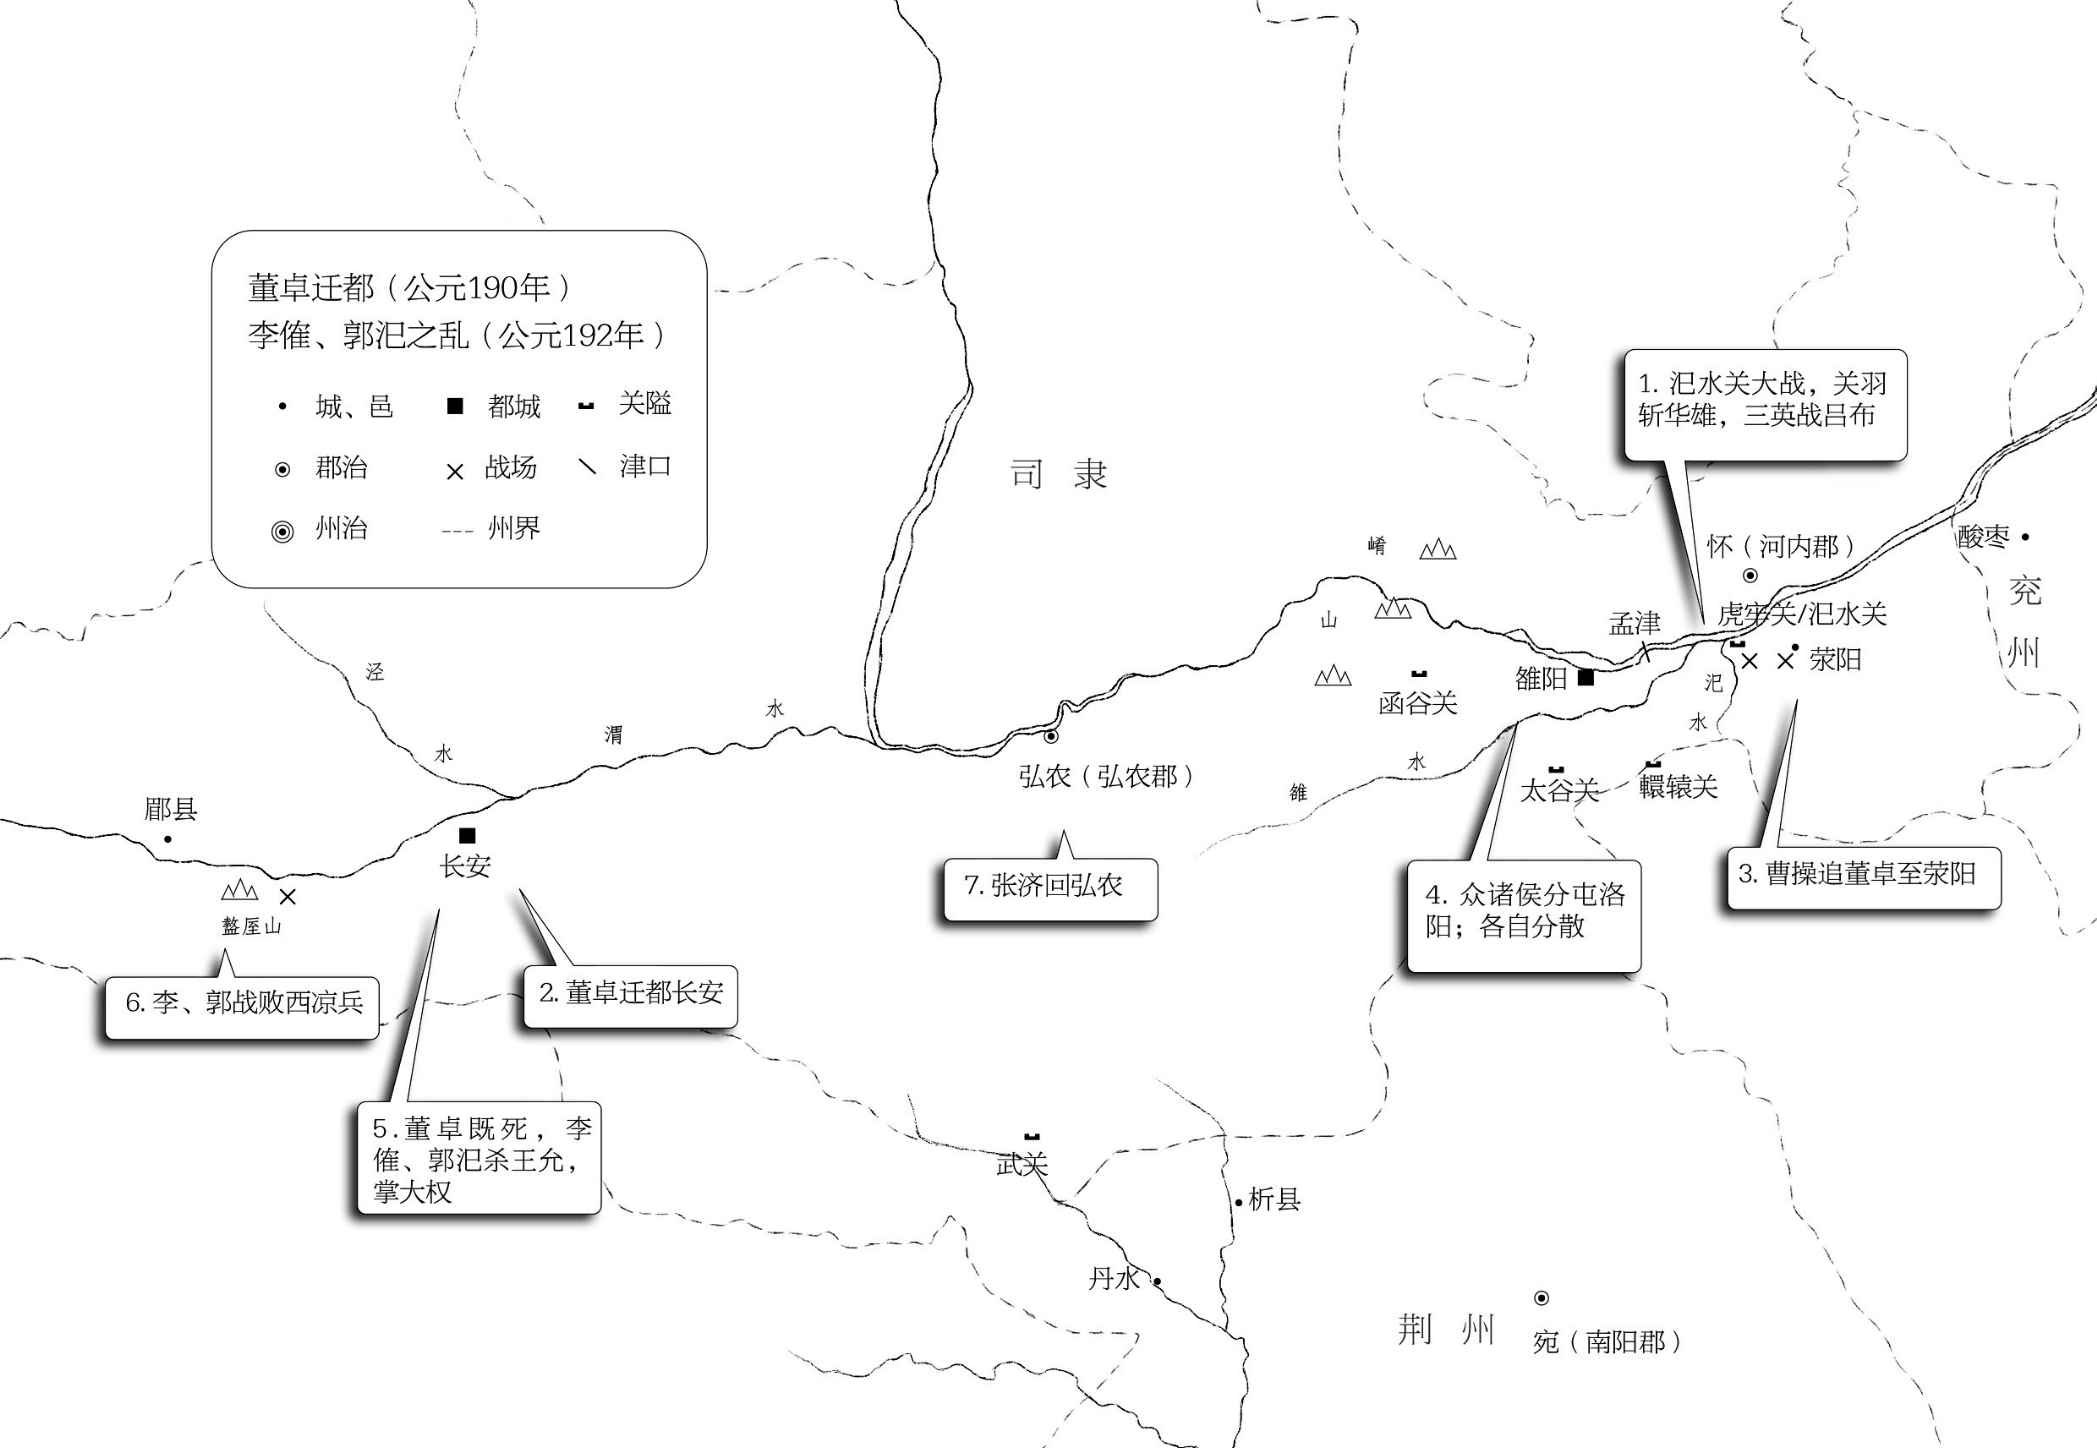 董卓迁都（公元190年）
李傕、郭汜之乱（公元192年）
城、邑
都城
关隘
郡治
战场
津口
州治
州界
司 隶
1. 汜水关大战，关羽
斩华雄，三英战吕布
怀（河内郡）
酸枣
兖
州
崤
山
孟津
虎牢关/汜水关
荥阳
雒阳
函谷关
汜
水
泾
水
渭
水
弘农（弘农郡）
雒
水
太谷关
轘辕关
郿县
长安
盩厔山
7. 张济回弘农
4. 众诸侯分屯洛
阳；各自分散
3. 曹操追董卓至荥阳
6. 李、郭战败西凉兵
2. 董卓迁都长安
5. 董卓既死，李
傕、郭汜杀王允，
掌大权
武关
析县
丹水
荆 州
宛（南阳郡）